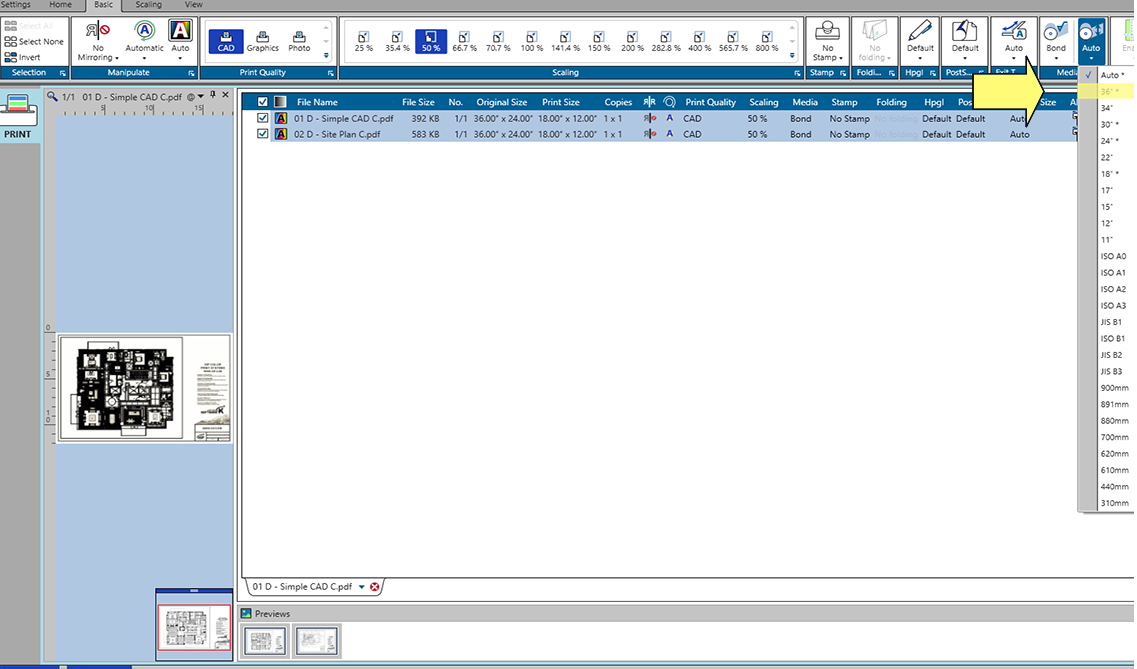 Settings Home Basic Scaling View
Select All
Select None
Invert
No Mirroring
Automatic
Auto
CAD
Graphics
Photo
25 %
35.4 %
50 %
66.7 %
70.7 %
100 %
141.4 %
150 %
200 %
282.8 %
400 %
565.7 %
800 %
No Stamp
No folding
Default
Default
Auto
Bond
Auto
Selection Manipulate Print Quality Scaling Stamp Foldi... Hpgl PostS... Exit T... Media
1/1 01 D - Simple CAD C.pdf @
5 10 15
PRINT
File Name File Size No. Original Size Print Size Copies Print Quality Scaling Media Stamp Folding Hpgl Size
01 D - Simple CAD C.pdf 392 KB 1/1 36.00" x 24.00" 18.00" x 12.00" 1 x 1 CAD 50 % Bond No Stamp No folding Default Default Auto
02 D - Site Plan C.pdf 583 KB 1/1 36.00" x 24.00" 18.00" x 12.00" 1 x 1 A CAD 50 % Bond No Stamp No folding Default Default Auto
Auto *
36" *
34"
30" *
24" *
22"
18" *
17"
15"
12"
11"
ISO A0
ISO A1
ISO A2
ISO A3
JIS B1
ISO B1
JIS B2
JIS B3
900mm
891mm
880mm
700mm
620mm
610mm
440mm
310mm
0
5
10
01 D - Simple CAD C.pdf
Previews